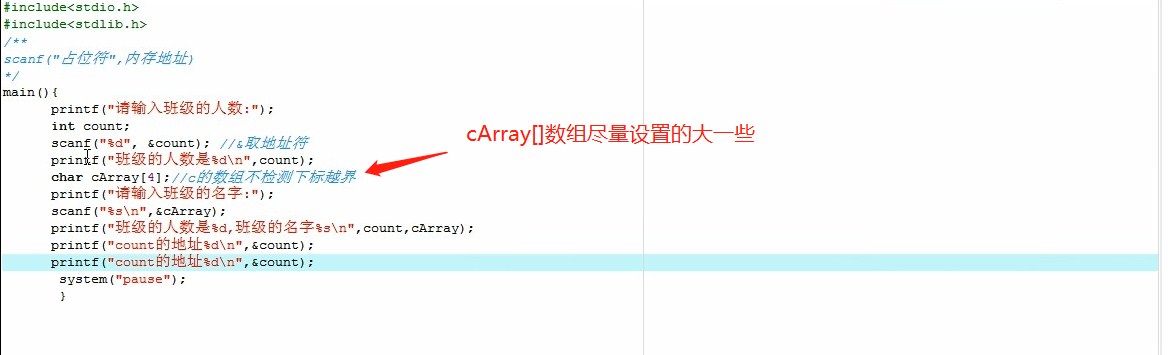 #include<stdio.h>
#include<stdlib.h>
/**
scanf("占位符",内存地址)
*/
main(){
printf("请输入班级的人数:");
int count;
scanf("%d", &count); //&取地址符
printf("班级的人数是%d\n",count);
cArray[]数组尽量设置的大一些
char cArray[4];//c的数组不检测下标越界
printf("请输入班级的名字:");
scanf("%s\n",&cArray);
printf("班级的人数是%d,班级的名字%s\n",count,cArray);
printf("count的地址%d\n",&count);
printf("count的地址%d\n",&count);
system("pause");
}